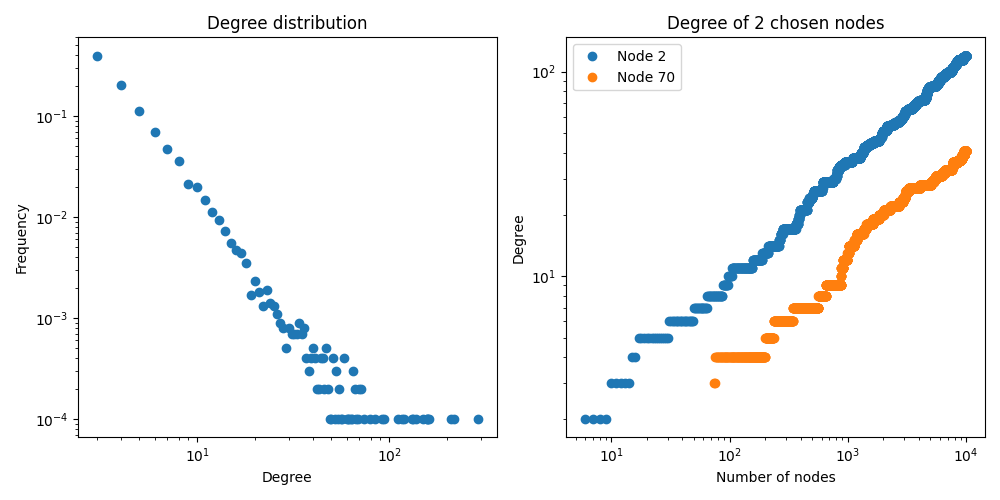 Degree distribution
Frequency
10⁻¹
10⁻²
10⁻³
10⁻⁴
10¹
10²
Degree
Degree of 2 chosen nodes
Node 2
Node 70
Degree
10²
10¹
10¹
10²
10³
10⁴
Number of nodes